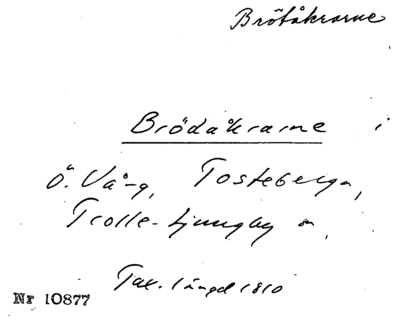 Brötåkrarne
Brödåkrarne i
Ö. Vång, Tosteberga,
Trolle-Ljungby sn,
Tax. längd 1810
Nr 10877